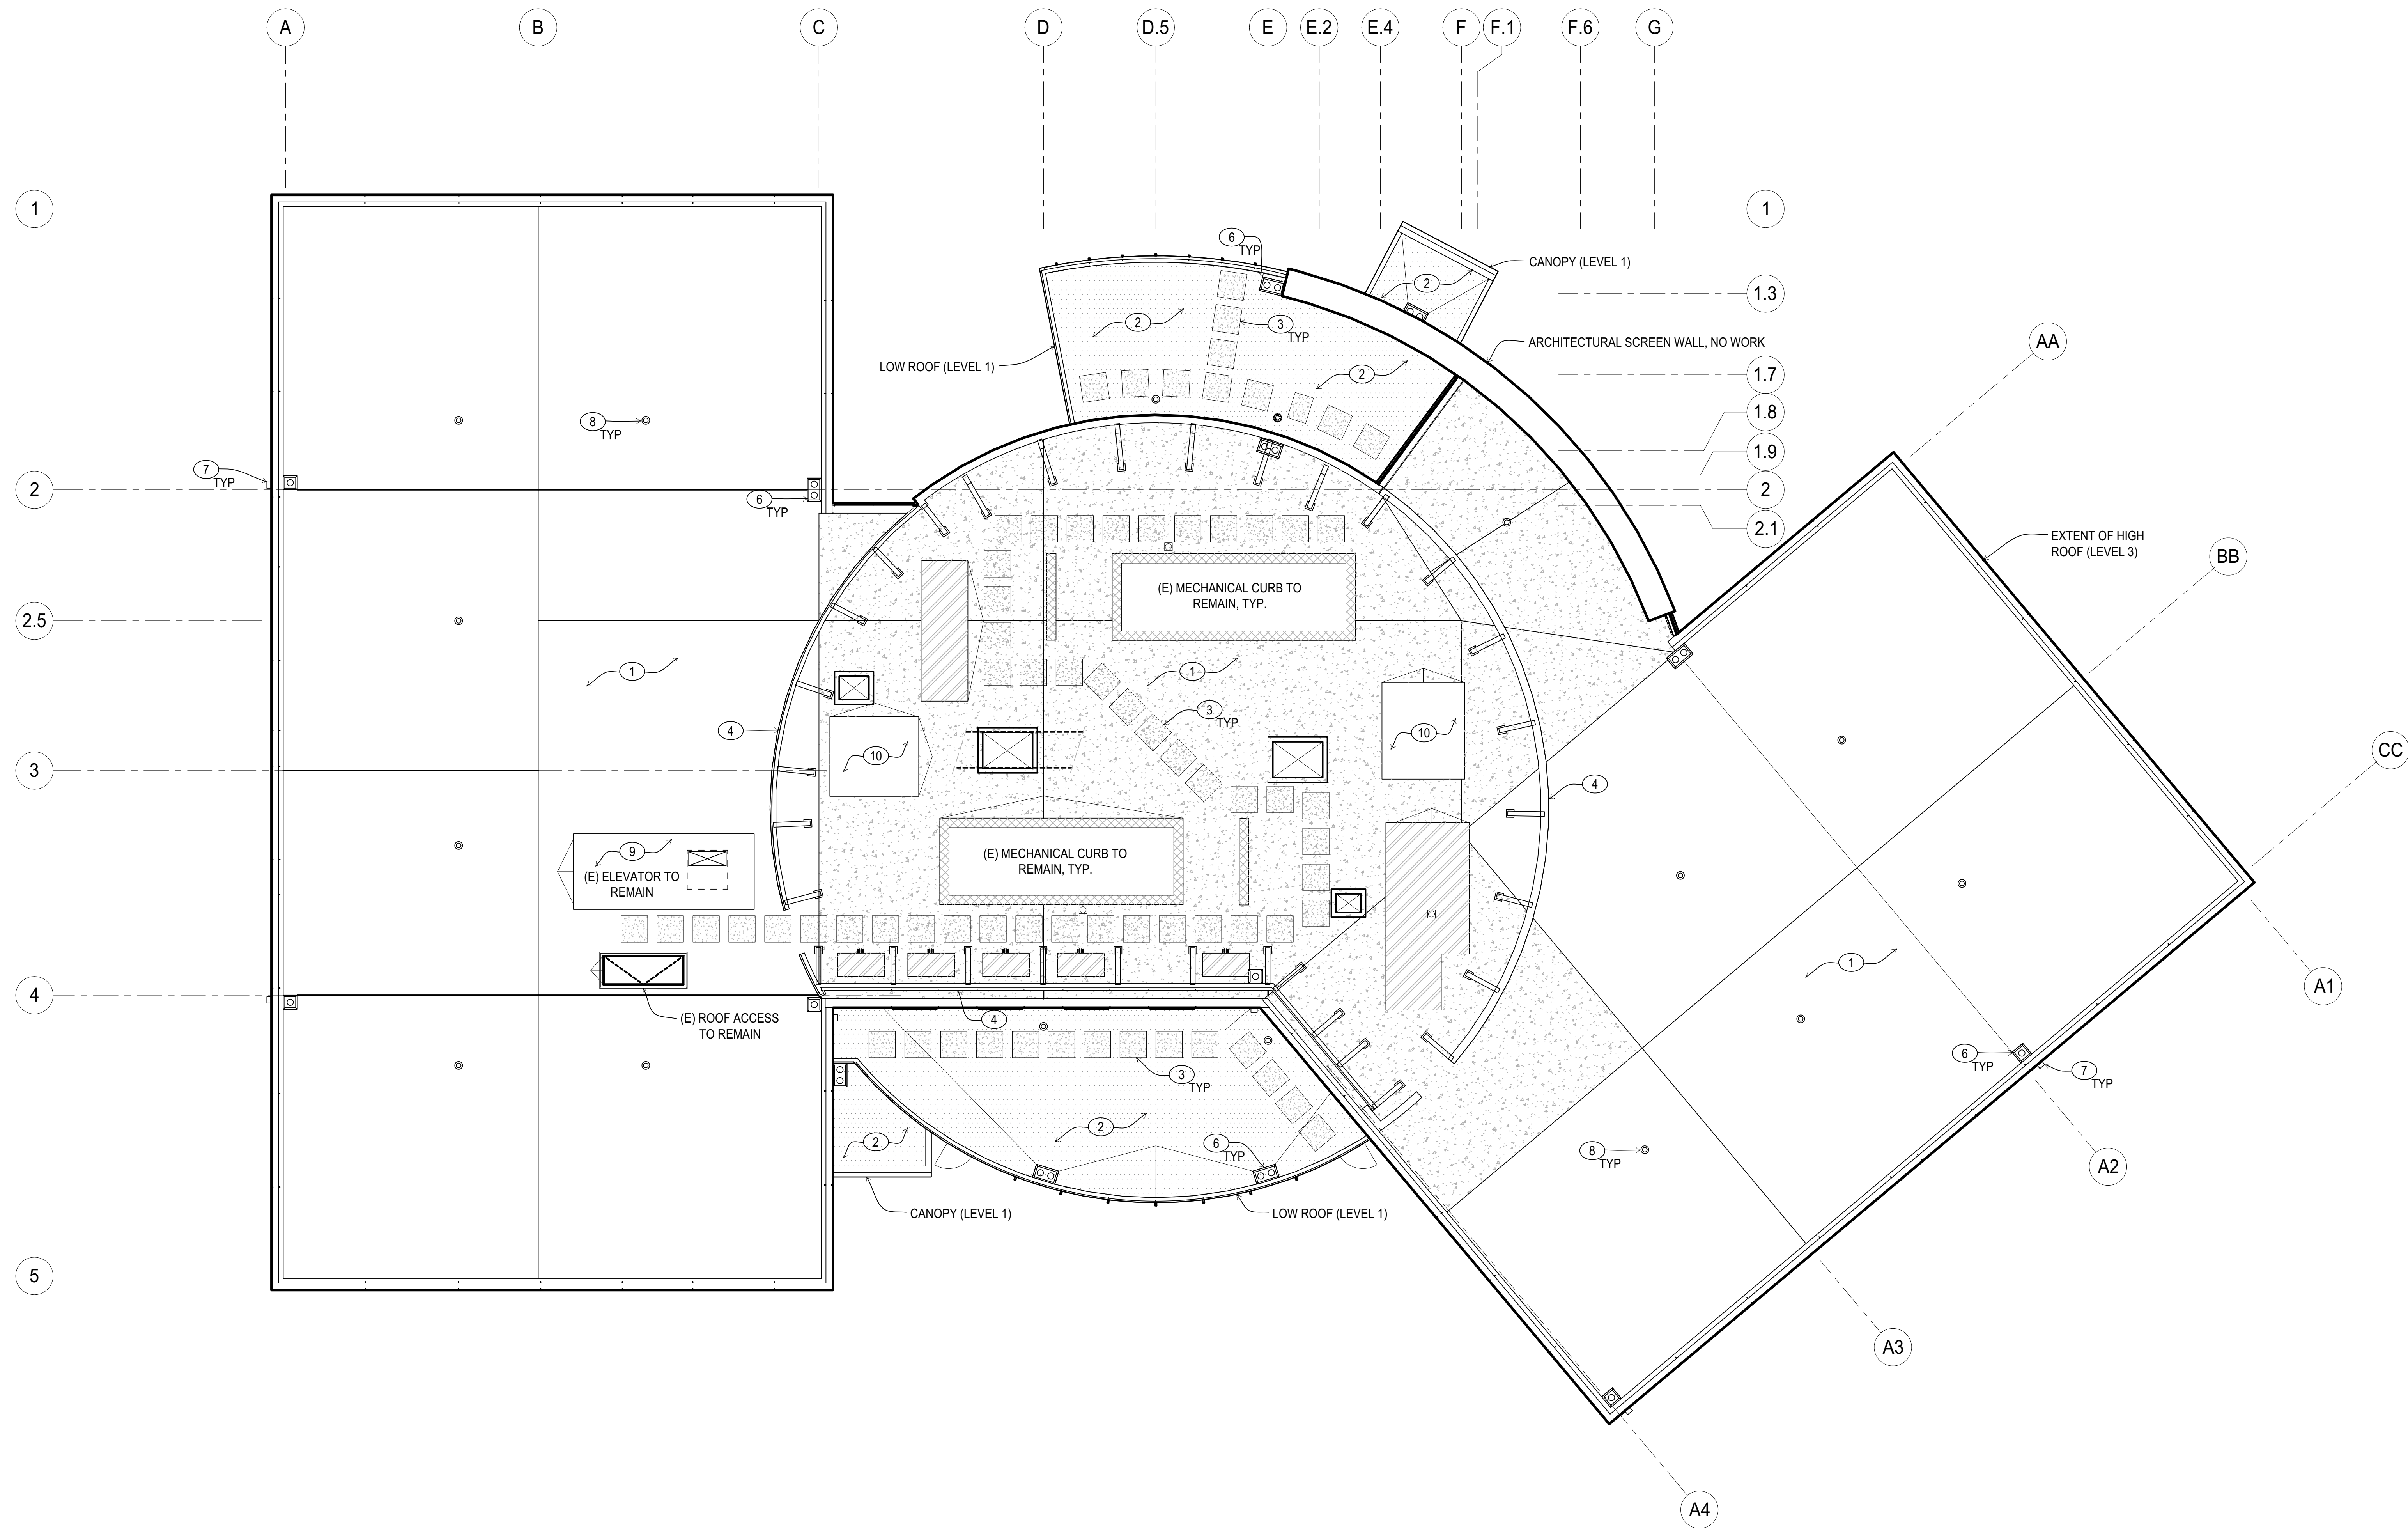 A
B
C
D
D.5
E
E.2
E.4
F
F.1
F.6
G
1
1
6
TYP
CANOPY (LEVEL 1)
2
1.3
2
3
TYP
ARCHITECTURAL SCREEN WALL, NO WORK
AA
LOW ROOF (LEVEL 1)
2
1.7
1.8
8
TYP
1.9
7
TYP
2
6
TYP
2
2.1
EXTENT OF HIGH
ROOF (LEVEL 3)
BB
(E) MECHANICAL CURB TO
REMAIN, TYP.
2.5
1
1
3
TYP
4
10
10
CC
3
4
9
(E) ELEVATOR TO
REMAIN
(E) MECHANICAL CURB TO
REMAIN, TYP.
1
A1
4
(E) ROOF ACCESS
TO REMAIN
4
6
TYP
7
TYP
3
TYP
2
2
6
TYP
8
TYP
A2
CANOPY (LEVEL 1)
LOW ROOF (LEVEL 1)
5
A3
A4